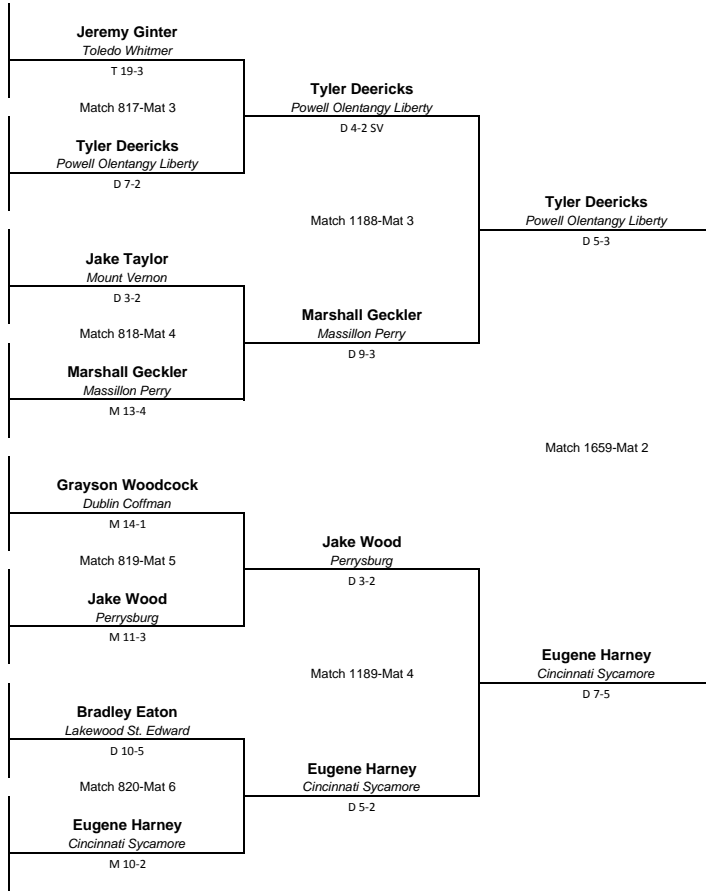 Jeremy Ginter
Toledo Whitmer
T 19-3
Match 817-Mat 3
Tyler Deericks
Powell Olentangy Liberty
D 7-2
Tyler Deericks
Powell Olentangy Liberty
D 4-2 SV
Match 1188-Mat 3
Tyler Deericks
Powell Olentangy Liberty
D 5-3
Jake Taylor
Mount Vernon
D 3-2
Match 818-Mat 4
Marshall Geckler
Massillon Perry
M 13-4
Marshall Geckler
Massillon Perry
D 9-3
Match 1659-Mat 2
Grayson Woodcock
Dublin Coffman
M 14-1
Match 819-Mat 5
Jake Wood
Perrysburg
M 11-3
Jake Wood
Perrysburg
D 3-2
Match 1189-Mat 4
Eugene Harney
Cincinnati Sycamore
D 7-5
Bradley Eaton
Lakewood St. Edward
D 10-5
Match 820-Mat 6
Eugene Harney
Cincinnati Sycamore
M 10-2
Eugene Harney
Cincinnati Sycamore
D 5-2